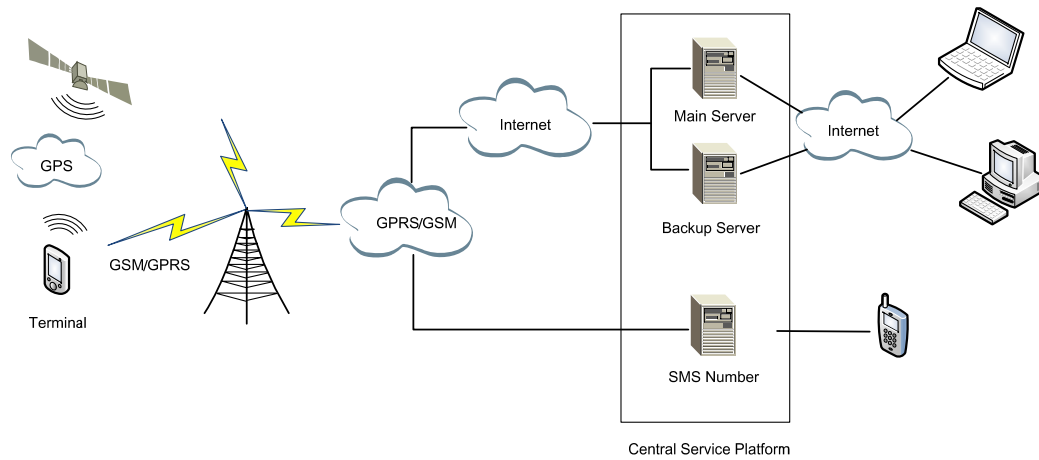 GPS
GSM/GPRS
Terminal
GPRS/GSM
Internet
Main Server
Backup Server
SMS Number
Internet
Central Service Platform